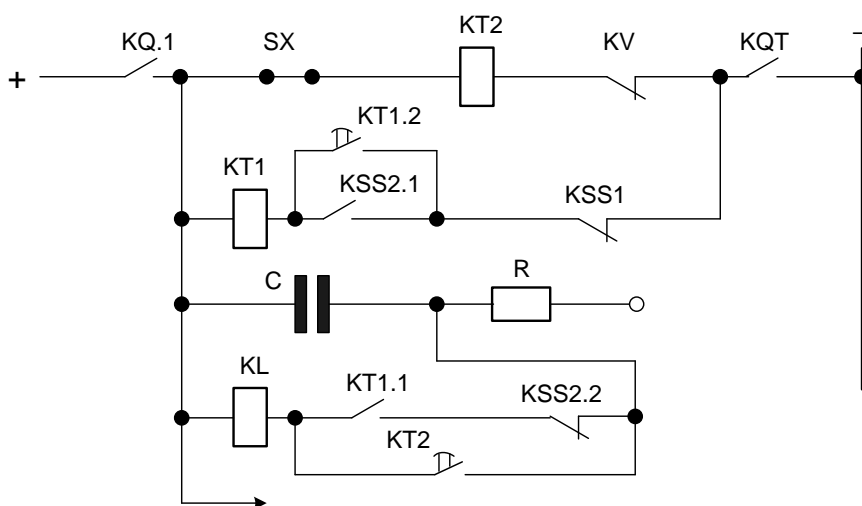 KQ.1 SX KT2 KV KQT
+ –
KT1.2
KT1 KSS2.1 KSS1
C R
KL KT1.1 KSS2.2
KT2